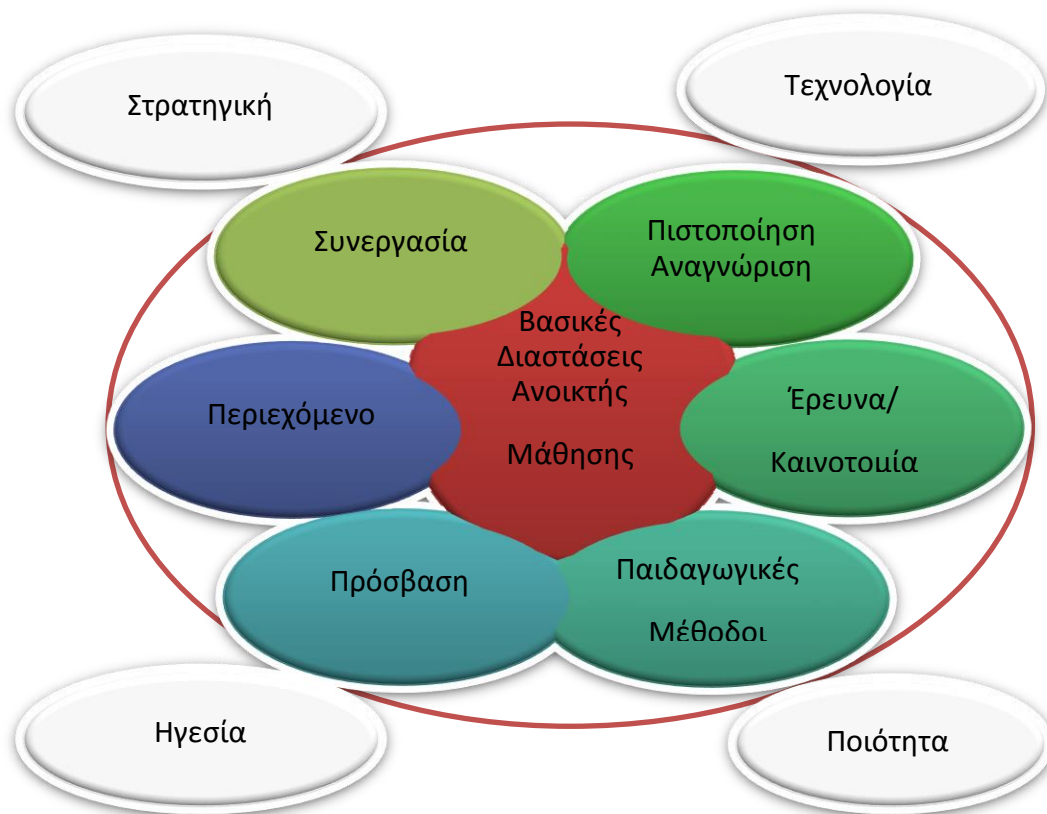 Στρατηγική
Τεχνολογία
Συνεργασία
Πιστοποίηση
Αναγνώριση
Βασικές
Διαστάσεις
Ανοικτής
Μάθησης
Περιεχόμενο
Έρευνα/
Καινοτομία
Πρόσβαση
Παιδαγωγικές
Μέθοδοι
Ηγεσία
Ποιότητα